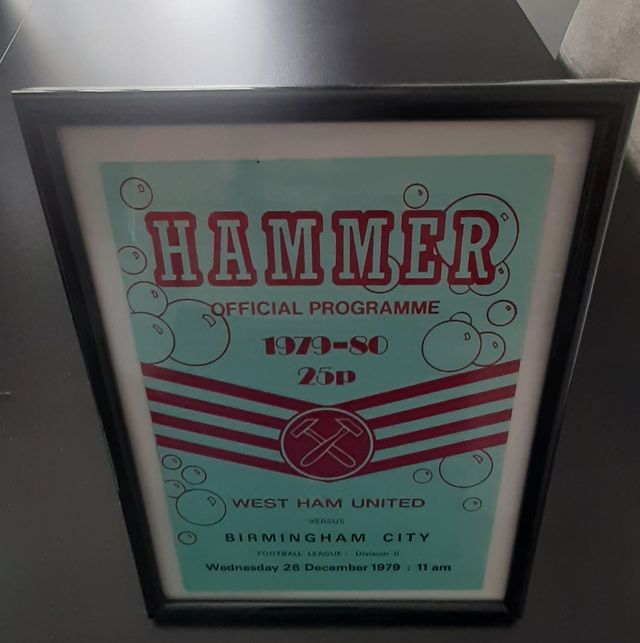 HAMMER
OFFICIAL PROGRAMME
1979-80
25p
WEST HAM UNITED
VERSUS
BIRMINGHAM CITY
FOOTBALL LEAGUE : Division II
Wednesday 26 December 1979 : 11 am